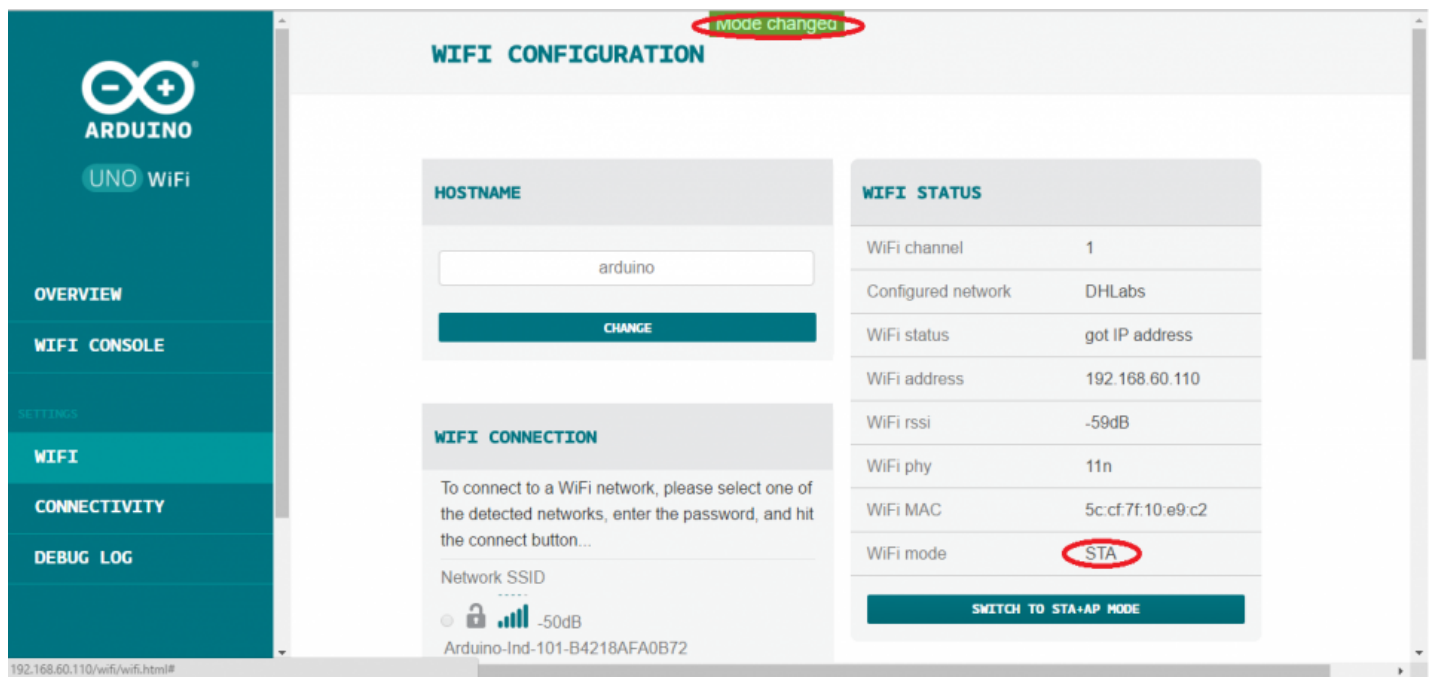 ARDUINO
UNO WiFi
OVERVIEW
WIFI CONSOLE
SETTINGS
WIFI
CONNECTIVITY
DEBUG LOG
Mode changed
WIFI CONFIGURATION
HOSTNAME
arduino
CHANGE
WIFI CONNECTION
To connect to a WiFi network, please select one of
the detected networks, enter the password, and hit
the connect button...
Network SSID
-50dB
Arduino-Ind-101-B4218AFA0B72
WIFI STATUS
WiFi channel 1
Configured network DHLabs
WiFi status got IP address
WiFi address 192.168.60.110
WiFi rssi -59dB
WiFi phy 11n
WiFi MAC 5c:cf:7f:10:e9:c2
WiFi mode STA
SWITCH TO STA+AP MODE
192.168.60.110/wifi/wifi.html#